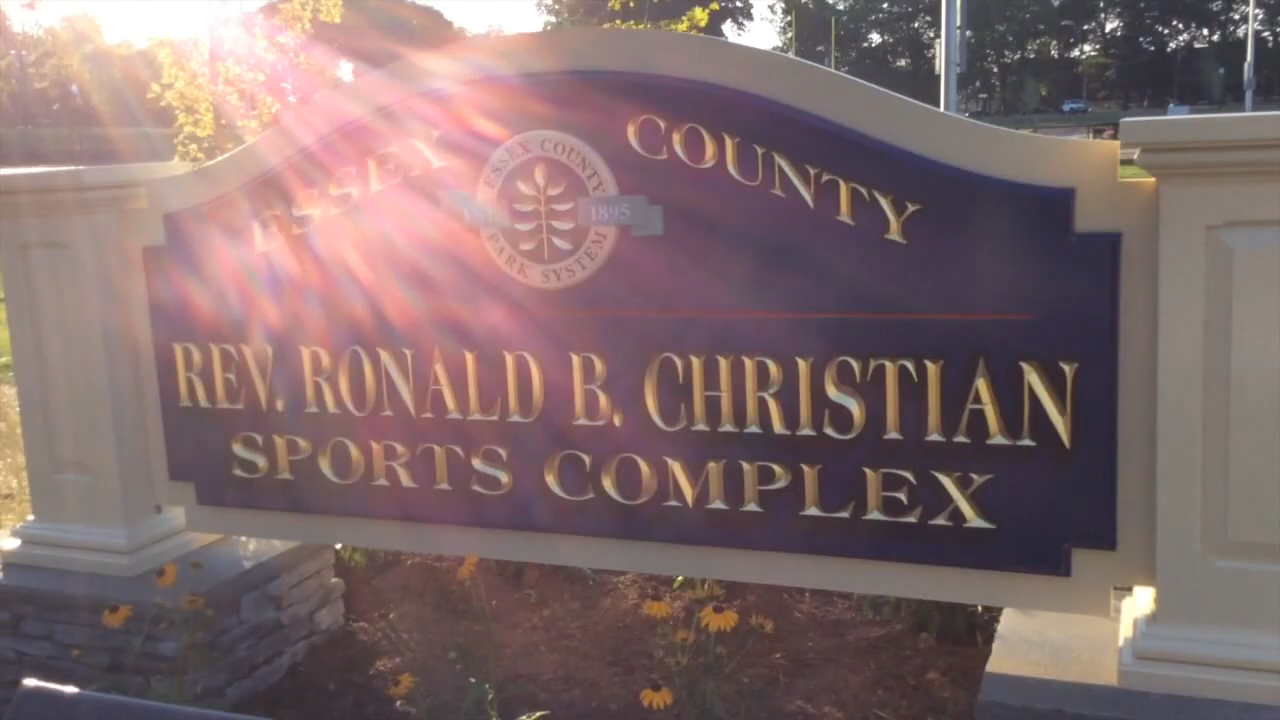 ESSEX COUNTY
ESSEX COUNTY
1895
PARK SYSTEM
REV. RONALD B. CHRISTIAN
SPORTS COMPLEX